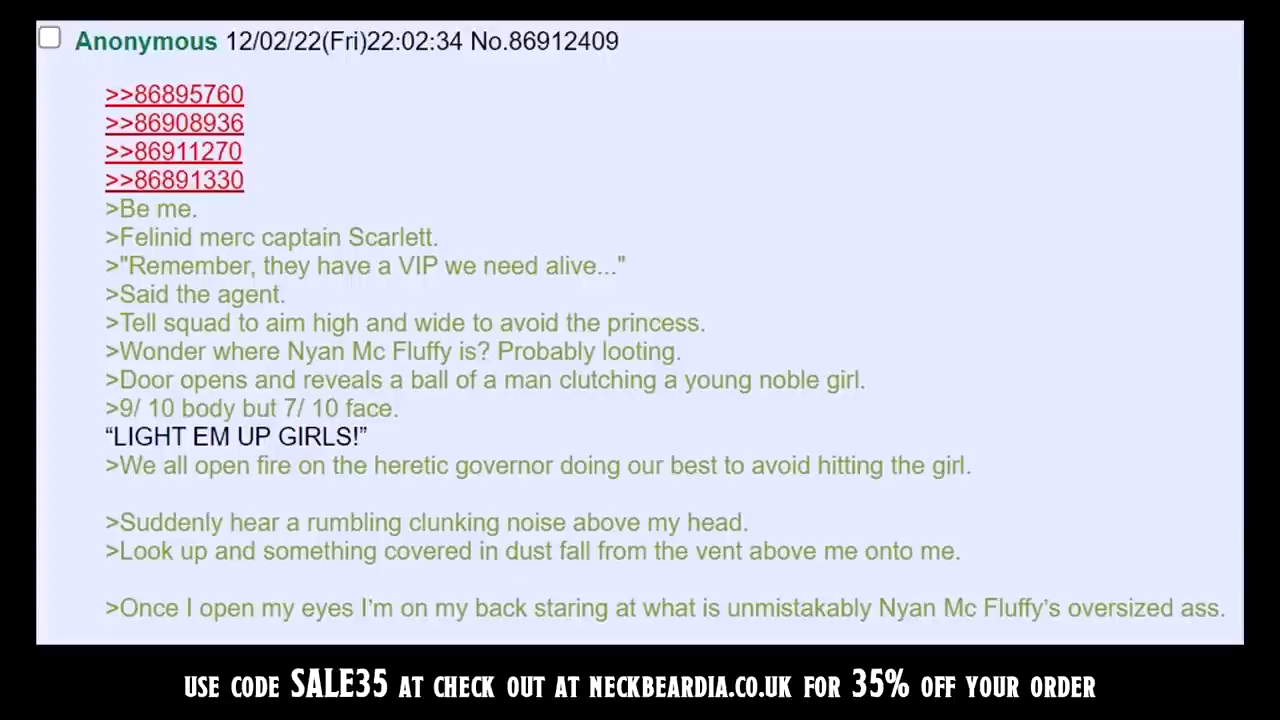 Anonymous 12/02/22(Fri)22:02:34 No.86912409
>>86895760
>>86908936
>>86911270
>>86891330
>Be me.
>Felinid merc captain Scarlett.
>"Remember, they have a VIP we need alive..."
>Said the agent.
>Tell squad to aim high and wide to avoid the princess.
>Wonder where Nyan Mc Fluffy is? Probably looting.
>Door opens and reveals a ball of a man clutching a young noble girl.
>9/ 10 body but 7/ 10 face.
“LIGHT EM UP GIRLS!”
>We all open fire on the heretic governor doing our best to avoid hitting the girl.
>Suddenly hear a rumbling clunking noise above my head.
>Look up and something covered in dust fall from the vent above me onto me.
>Once I open my eyes I’m on my back staring at what is unmistakably Nyan Mc Fluffy’s oversized ass.
USE CODE SALE35 AT CHECK OUT AT NECKBEARDIA.CO.UK FOR 35% OFF YOUR ORDER